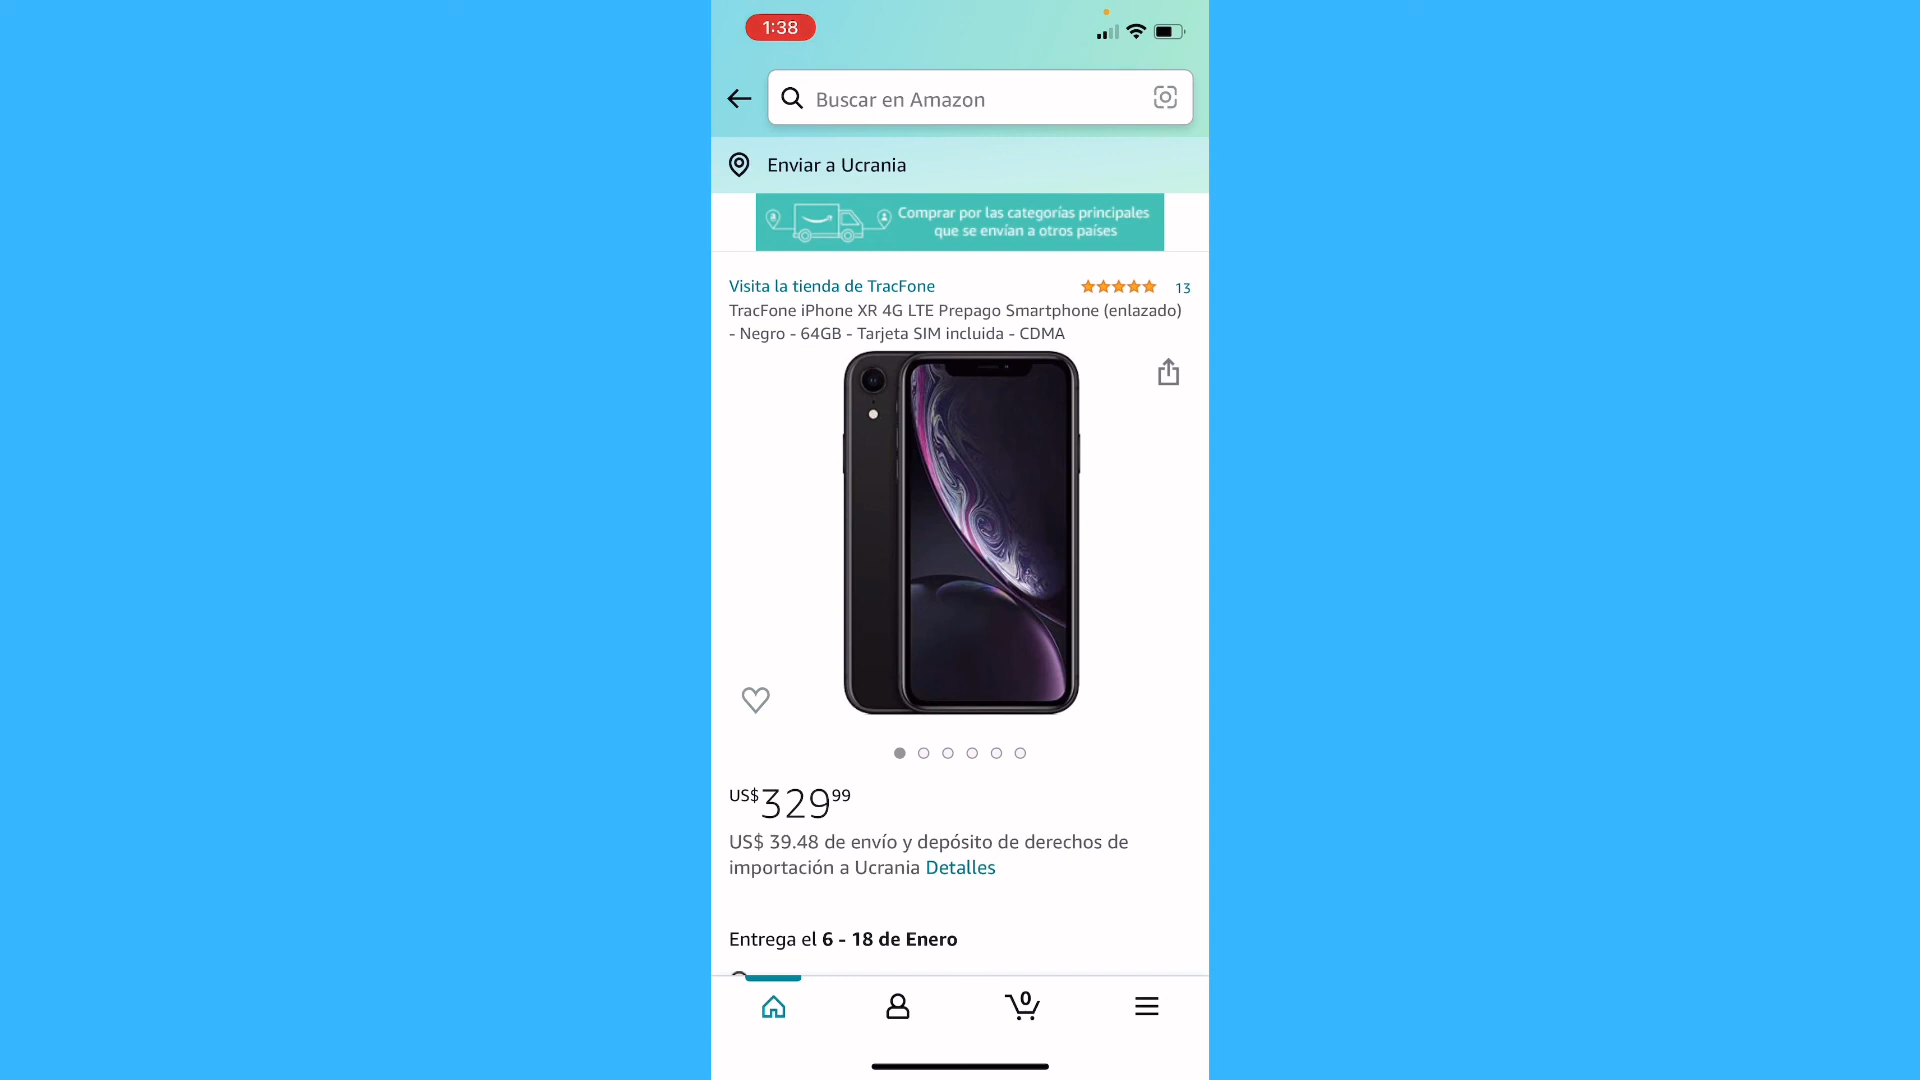 1:38
Buscar en Amazon
Enviar a Ucrania
Comprar por las categorías principales
que se envían a otros países
Visita la tienda de TracFone
13
TracFone iPhone XR 4G LTE Prepago Smartphone (enlazado)
- Negro - 64GB - Tarjeta SIM incluida - CDMA
US$32999
US$ 39.48 de envío y depósito de derechos de
importación a Ucrania Detalles
Entrega el 6 - 18 de Enero
0